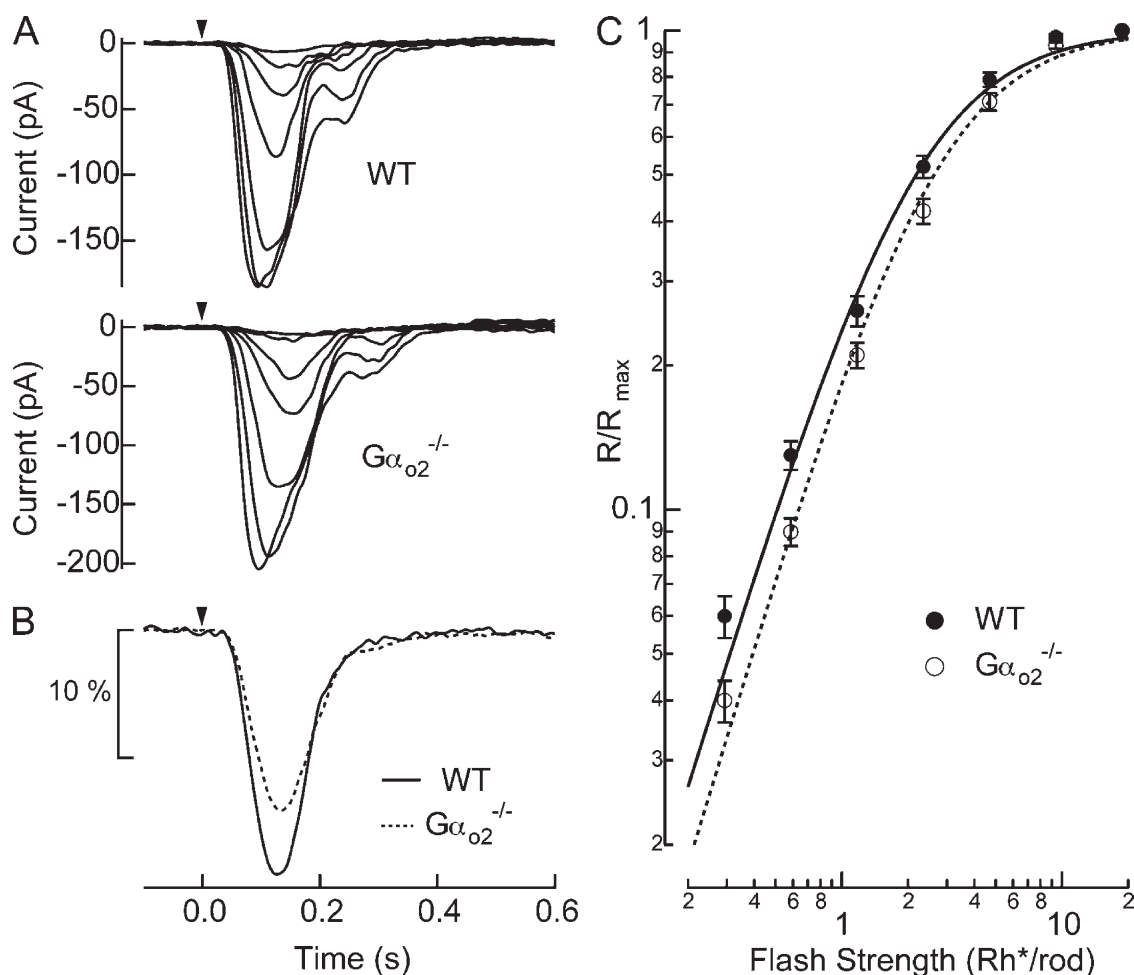 A
0
-50
-100
-150
Current (pA)
WT
0
-50
-100
-150
-200
Current (pA)
Gαo2-/-
B
10 %
WT
Gαo2-/-
0.0 0.2 0.4 0.6
Time (s)
C
1
9
8
7
6
5
4
3
2
0.1
9
8
7
6
5
4
3
2
R/Rmax
WT
Gαo2-/-
2 6 8 1 2 6 8 10 2
Flash Strength (Rh*/rod)